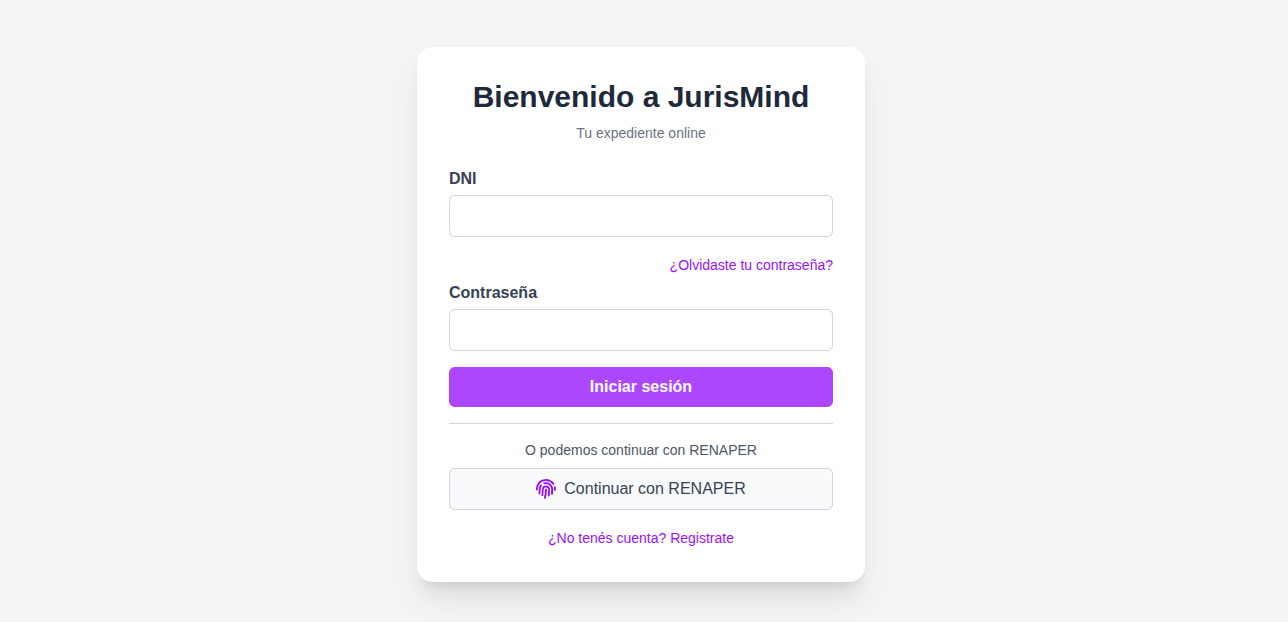 Bienvenido a JurisMind
Tu expediente online
DNI
¿Olvidaste tu contraseña?
Contraseña
Iniciar sesión
O podemos continuar con RENAPER
Continuar con RENAPER
¿No tenés cuenta? Registrate